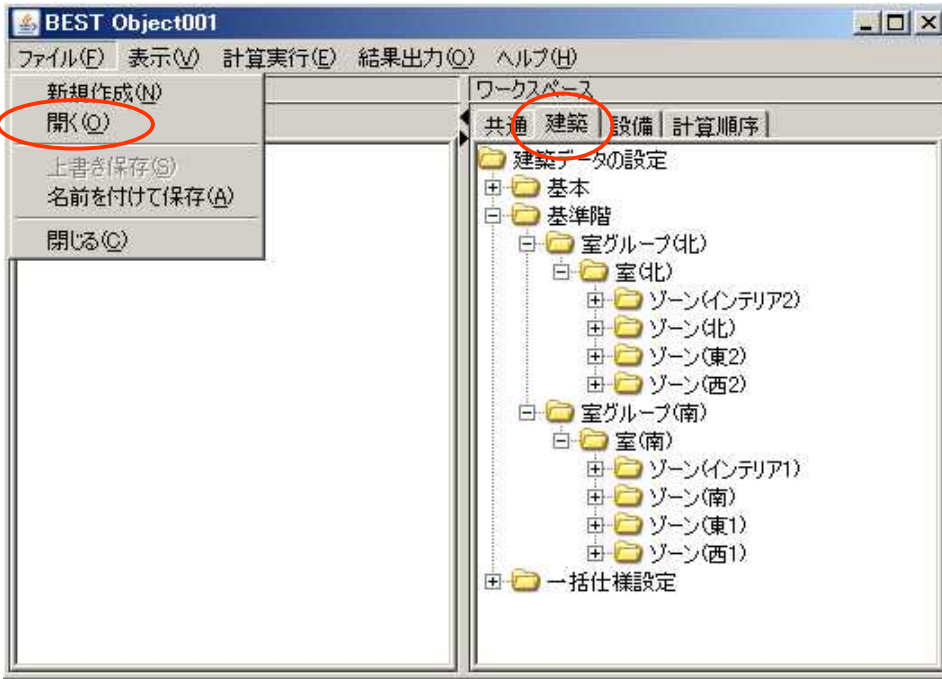 BEST Object001
ファイル(F) 表示(V) 計算実行(E) 結果出力(O) ヘルプ(H)
新規作成(N)
開く(O)
上書き保存(S)
名前を付けて保存(A)
閉じる(C)
ワークスペース
共通 建築 設備 計算順序
建築データの設定
基本
基準階
室グループ(北)
室(北)
ゾーン(インテリア2)
ゾーン(北)
ゾーン(東2)
ゾーン(西2)
室グループ(南)
室(南)
ゾーン(インテリア1)
ゾーン(南)
ゾーン(東1)
ゾーン(西1)
一括仕様設定